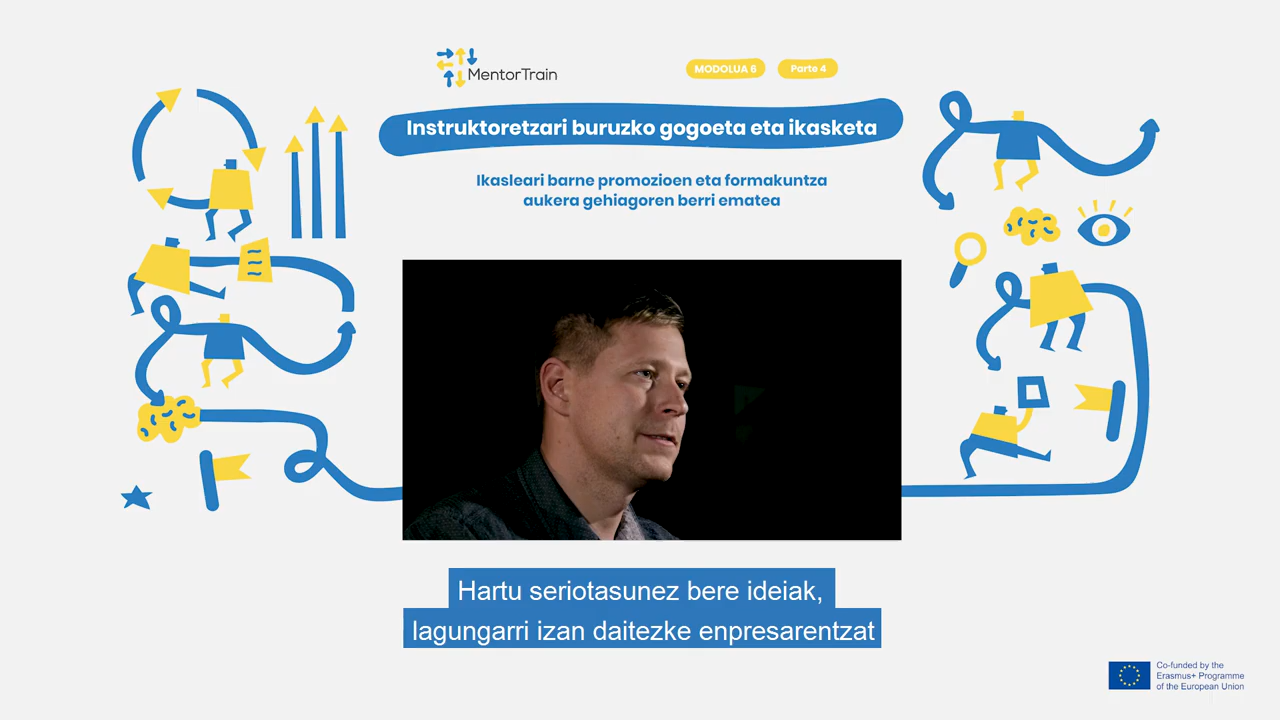 MentorTrain
MODOLUA 6
Parte 4
Instruktoretzari buruzko gogoeta eta ikasketa
Ikasleari barne promozioen eta formakuntza
aukera gehiagoren berri ematea
Hartu seriotasunez bere ideiak,
lagungarri izan daitezke enpresarentzat
Co-funded by the
Erasmus+ Programme
of the European Union